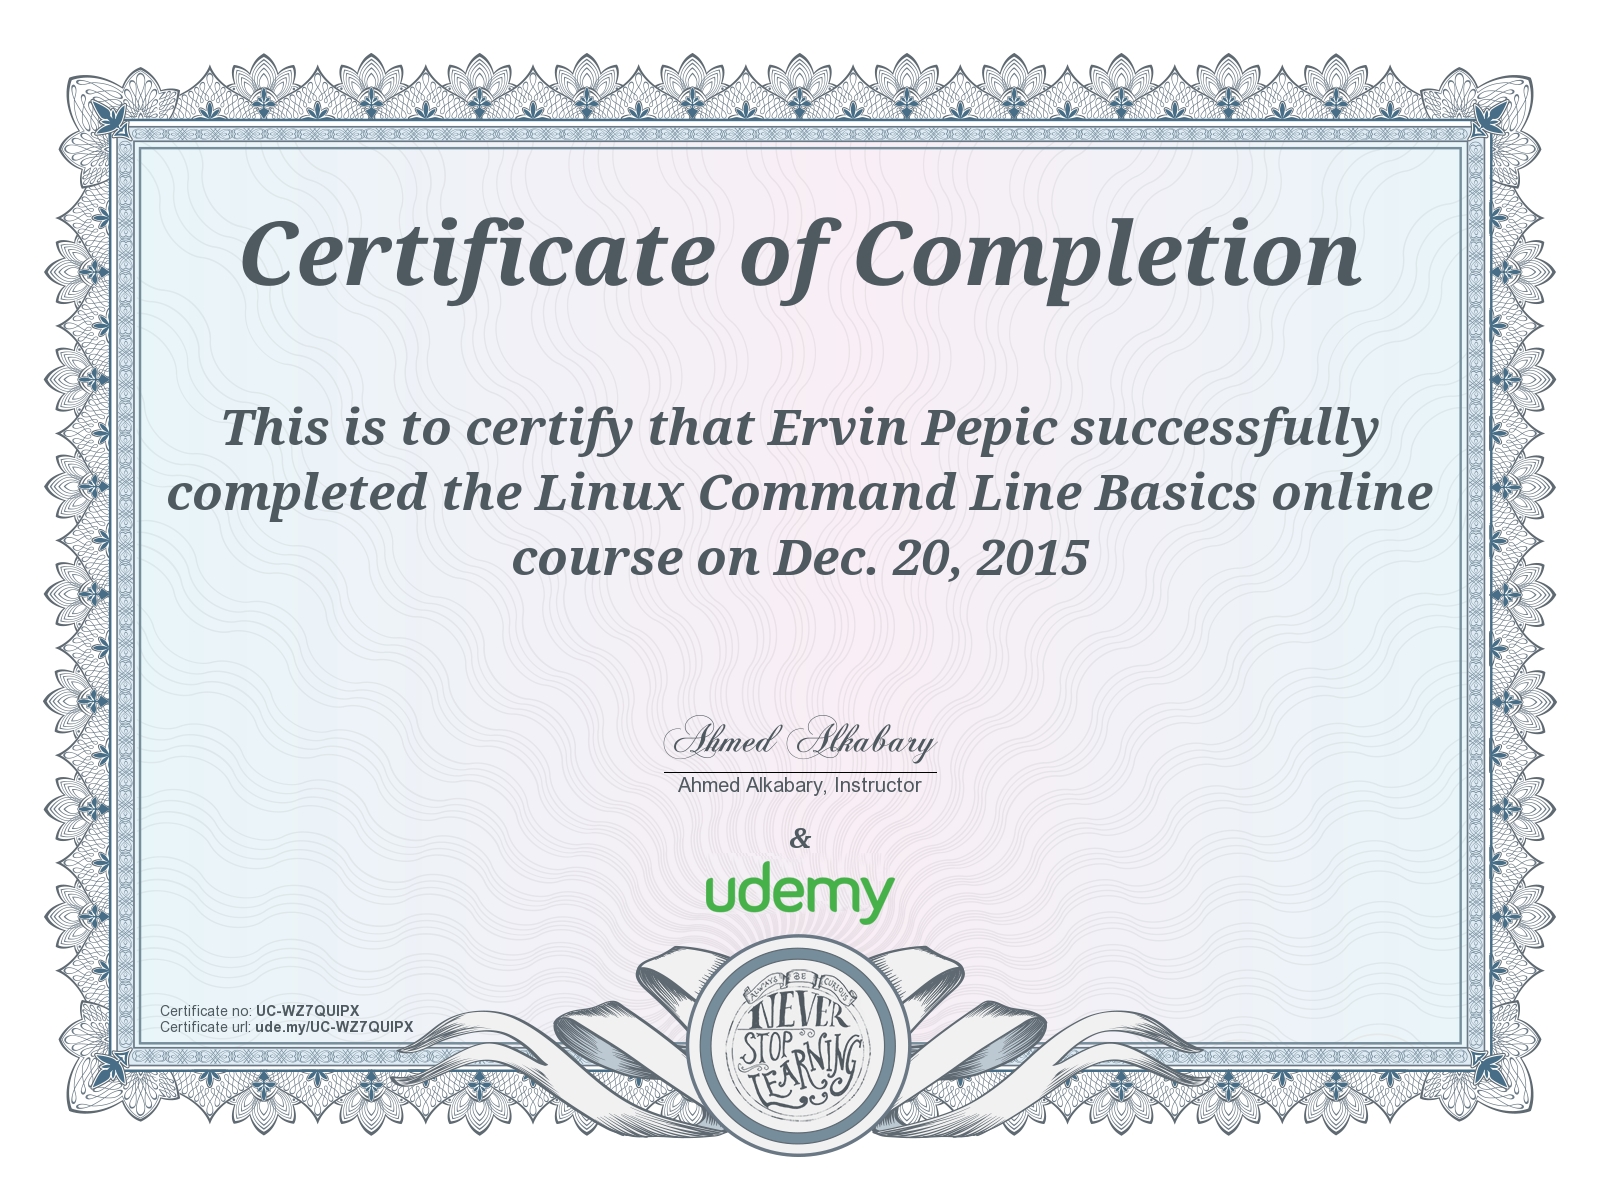 Certificate of Completion
This is to certify that Ervin Pepic successfully
completed the Linux Command Line Basics online
course on Dec. 20, 2015
Ahmed Alkabary
Ahmed Alkabary, Instructor
&
udemy
Certificate no: UC-WZ7QUIPX
Certificate url: ude.my/UC-WZ7QUIPX
ALWAYS BE CURIOUS
NEVER
STOP
LEARNING